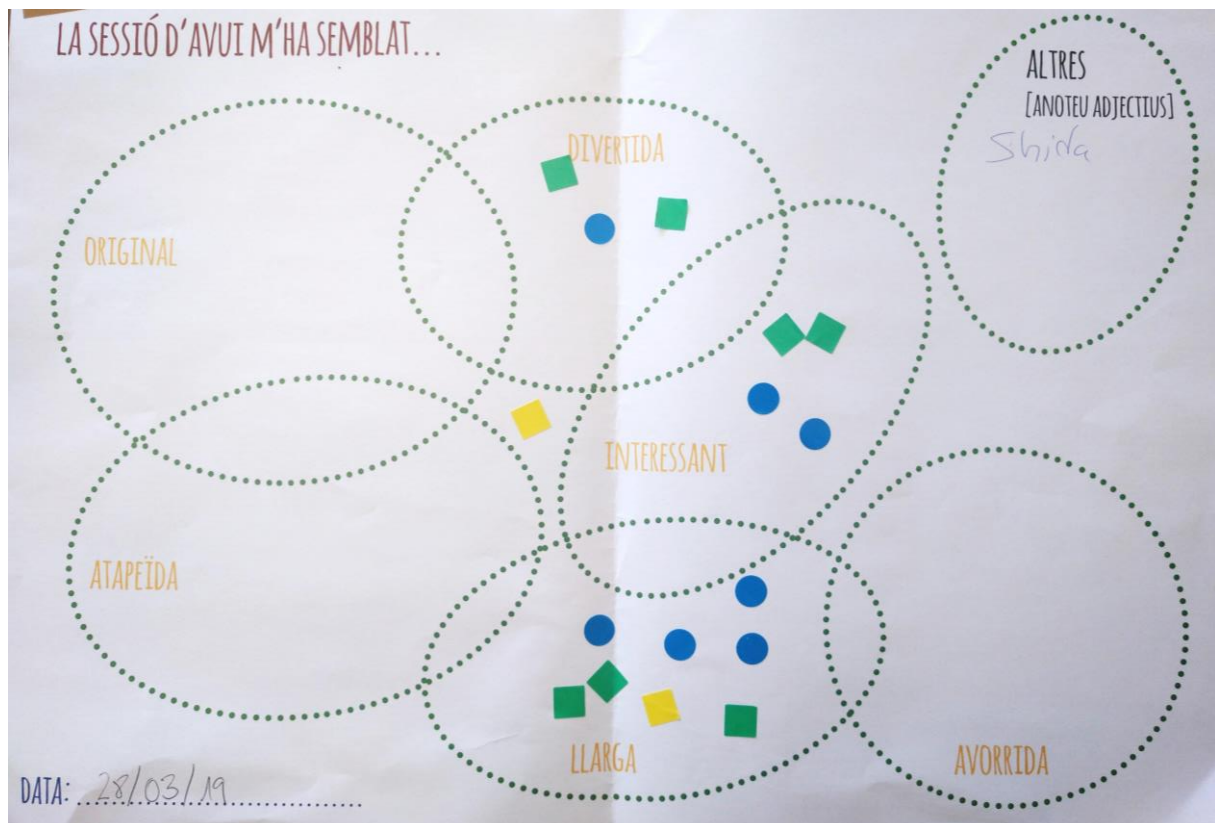 LA SESSIÓ D'AVUI M'HA SEMBLAT...
ALTRES
[ANOTEU ADJECTIUS]
DIVERTIDA
ORIGINAL
INTERESSANT
ATAPEÏDA
LLARGA
AVORRIDA
DATA: 28/03/19